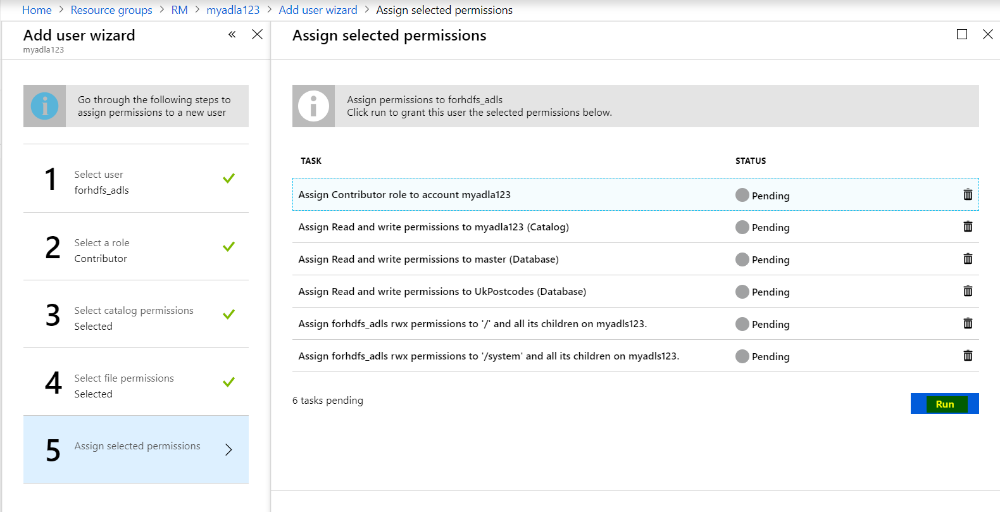 Home > Resource groups > RM > myadla123 > Add user wizard > Assign selected permissions
Add user wizard
myadla123
Go through the following steps to
assign permissions to a new user
1
Select user
forhdfs_adls
2
Select a role
Contributor
3
Select catalog permissions
Selected
4
Select file permissions
Selected
5
Assign selected permissions
Assign selected permissions
Assign permissions to forhdfs_adls
Click run to grant this user the selected permissions below.
TASK STATUS
Assign Contributor role to account myadla123 Pending
Assign Read and write permissions to myadla123 (Catalog) Pending
Assign Read and write permissions to master (Database) Pending
Assign Read and write permissions to UkPostcodes (Database) Pending
Assign forhdfs_adls rwx permissions to '/' and all its children on myadls123. Pending
Assign forhdfs_adls rwx permissions to '/system' and all its children on myadls123. Pending
6 tasks pending
Run